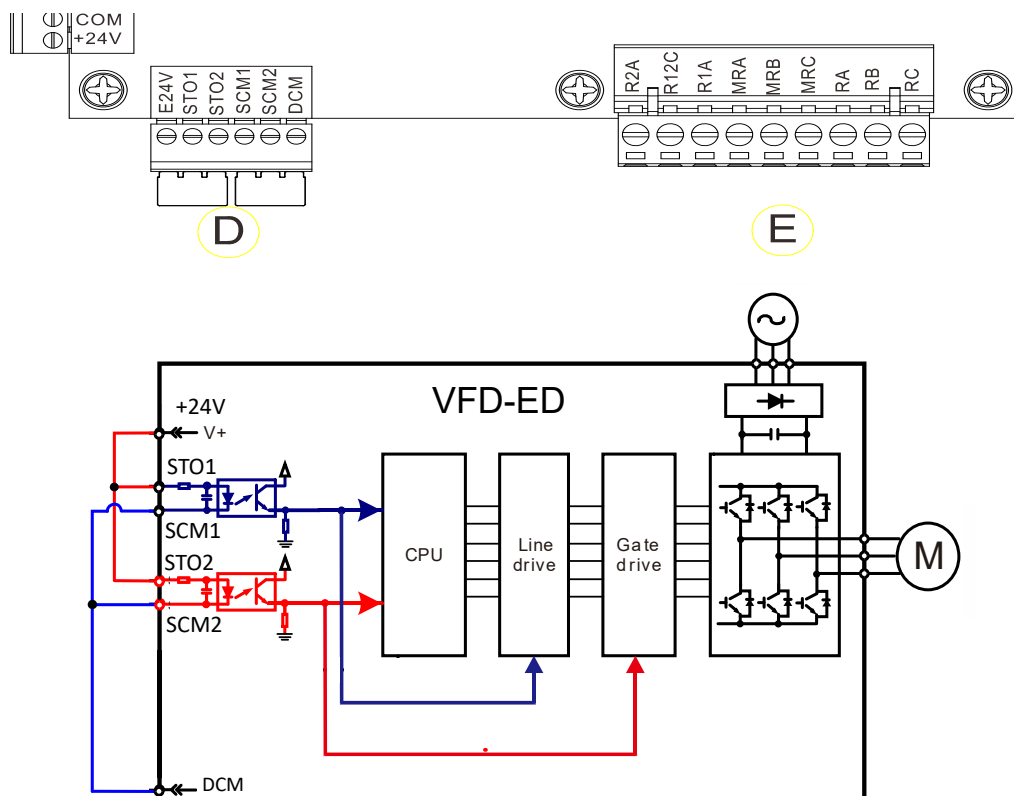 COM
+24V
E24V
STO1
STO2
SCM1
SCM2
DCM
R2A
R12C
R1A
MRA
MRB
MRC
RA
RB
RC
D
E
VFD-ED
+24V
V+
STO1
SCM1
STO2
SCM2
CPU
Line
drive
Gate
drive
M
DCM